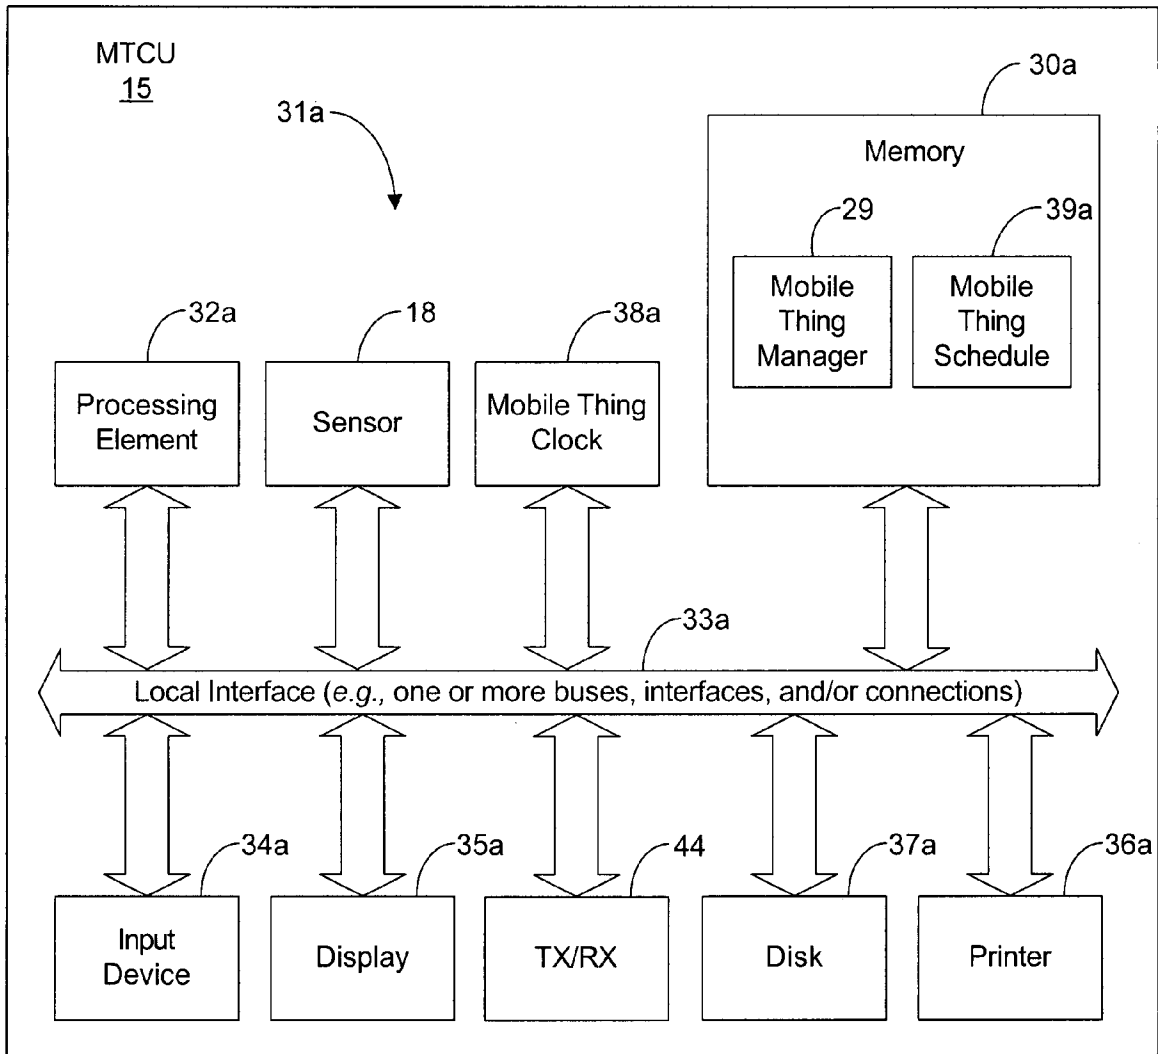 MTCU
15
31a
30a
Memory
29
39a
Mobile
Thing
Manager
Mobile
Thing
Schedule
32a
18
38a
Processing
Element
Sensor
Mobile Thing
Clock
33a
Local Interface (e.g., one or more buses, interfaces, and/or connections)
34a
35a
44
37a
36a
Input
Device
Display
TX/RX
Disk
Printer